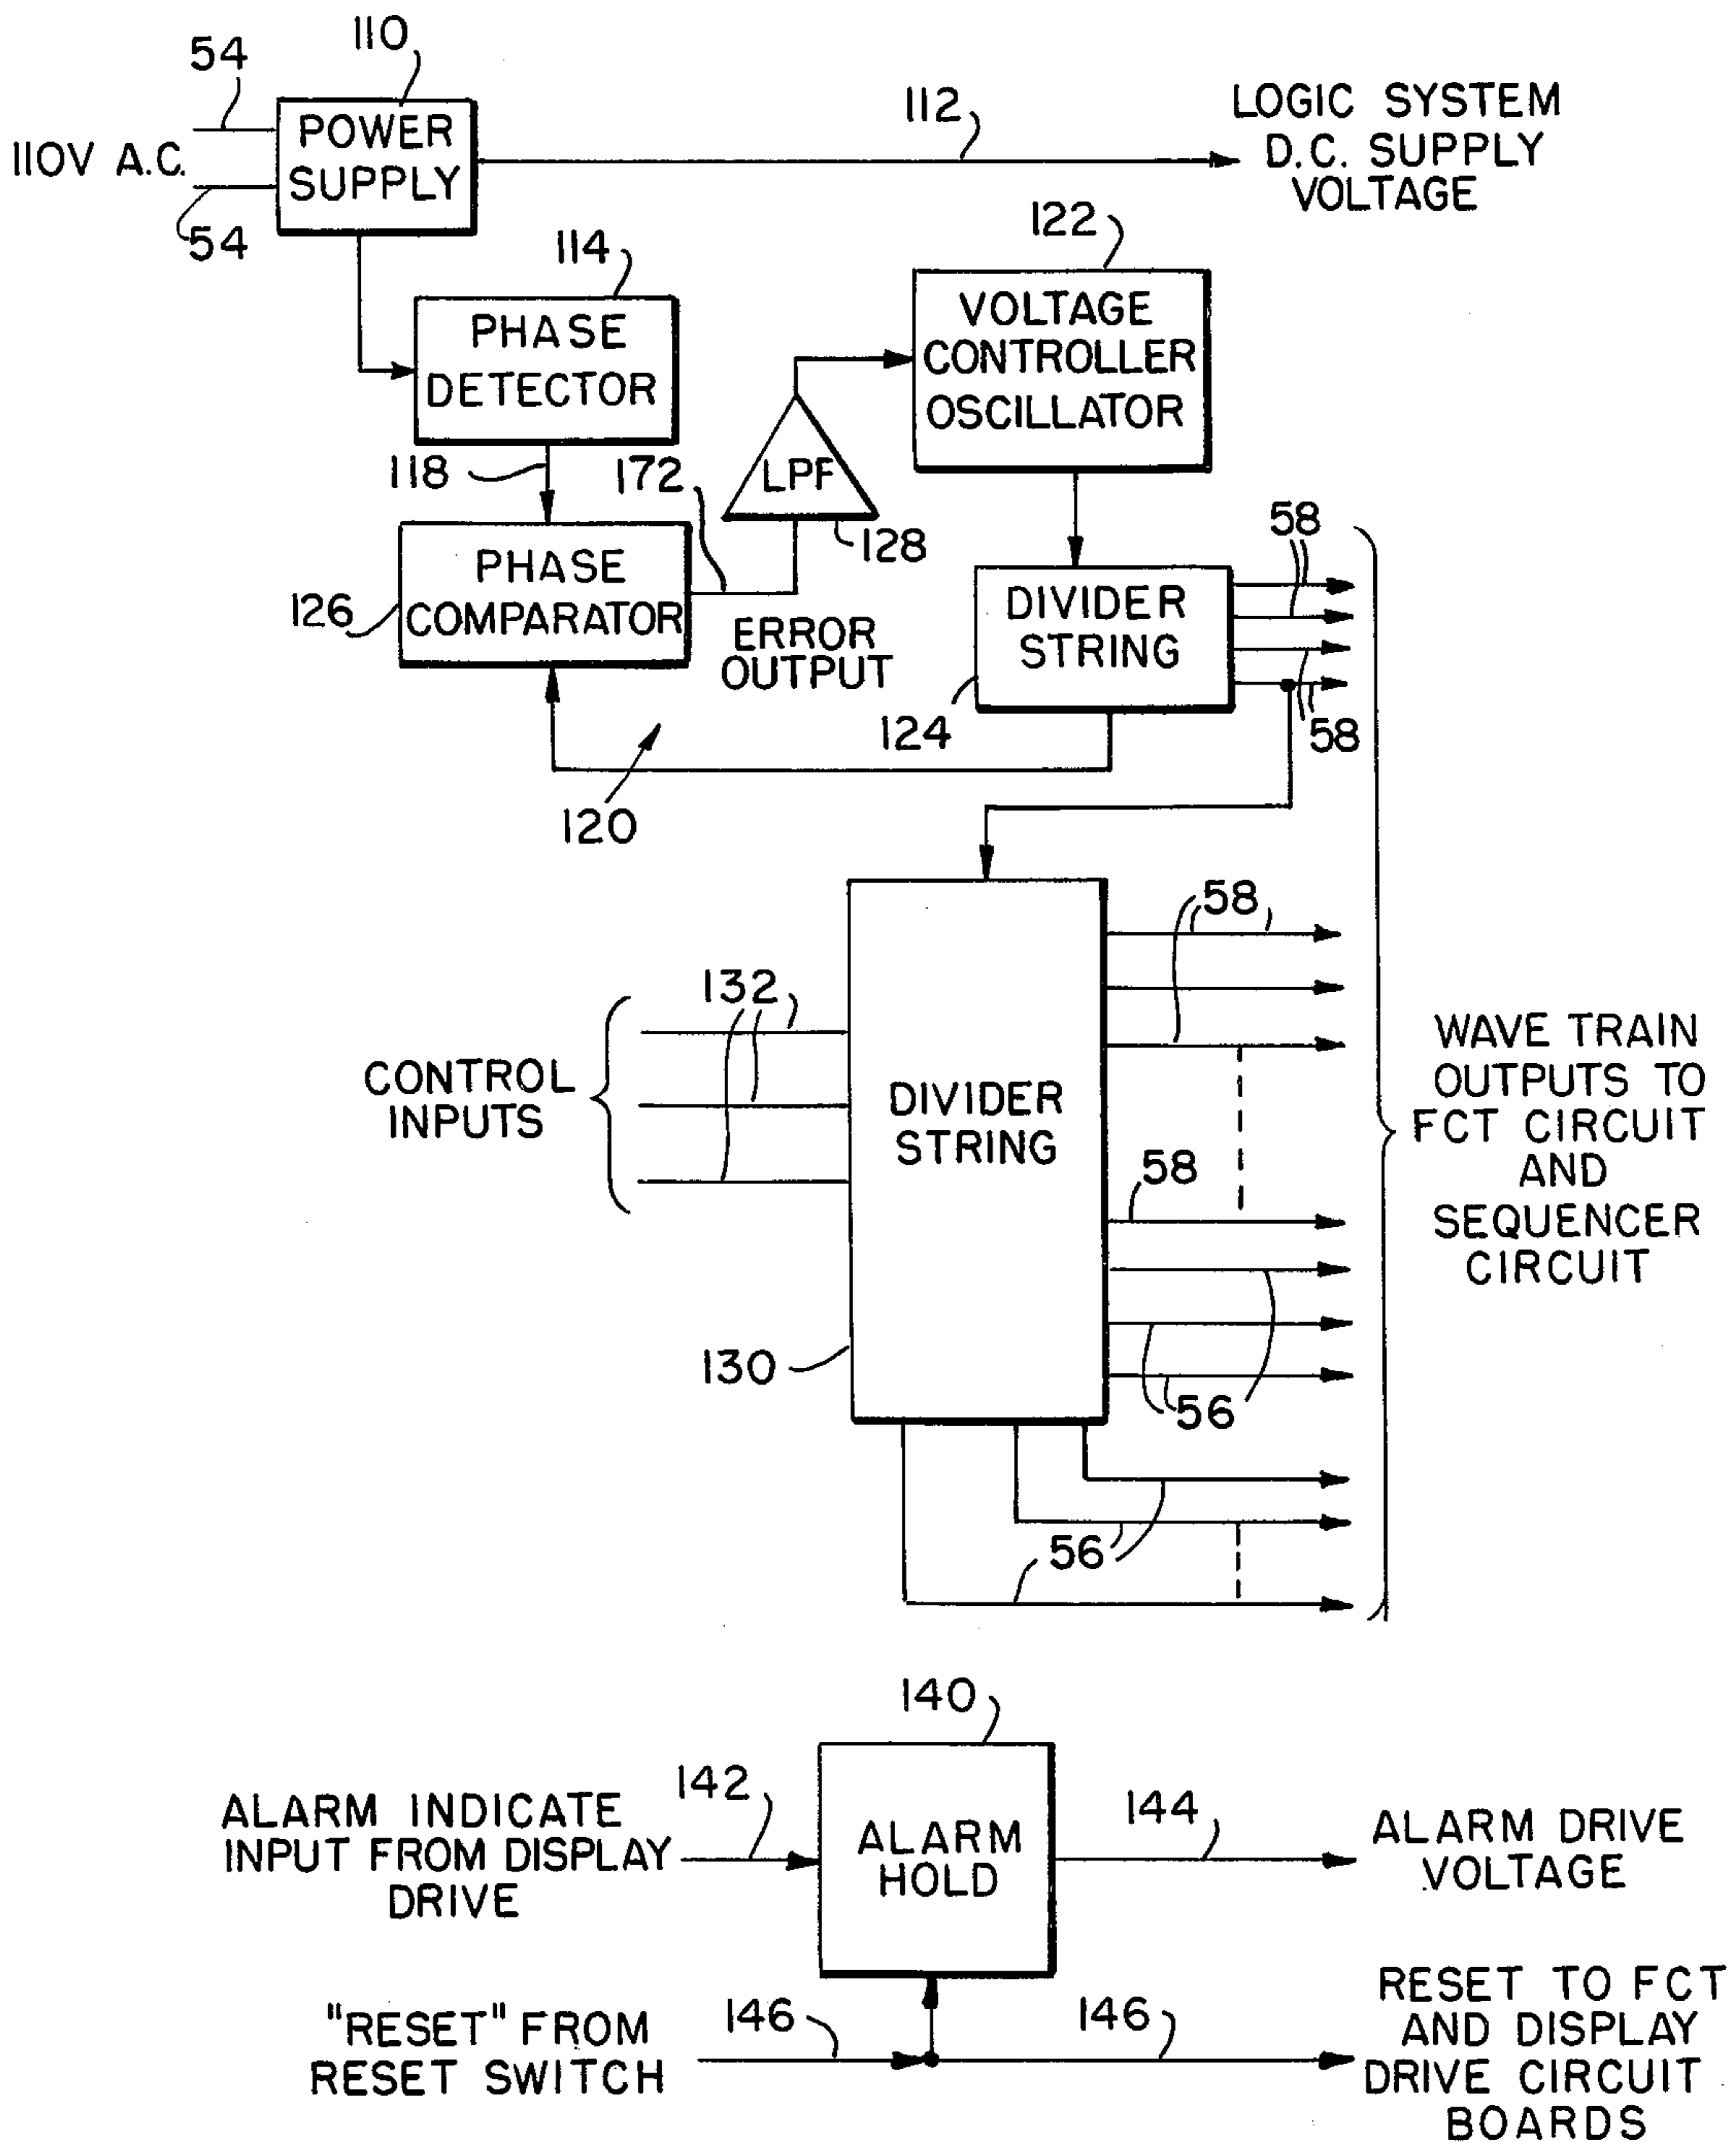 110
54
110V A.C.
POWER
SUPPLY
54
112
LOGIC SYSTEM
D.C. SUPPLY
VOLTAGE
114
PHASE
DETECTOR
122
VOLTAGE
CONTROLLER
OSCILLATOR
118
172
LPF
128
126
PHASE
COMPARATOR
ERROR
OUTPUT
58
DIVIDER
STRING
124
58
120
58
132
CONTROL
INPUTS
DIVIDER
STRING
58
WAVE TRAIN
OUTPUTS TO
FCT CIRCUIT
AND
SEQUENCER
CIRCUIT
130
56
56
140
ALARM INDICATE
INPUT FROM DISPLAY
DRIVE
142
ALARM
HOLD
144
ALARM DRIVE
VOLTAGE
"RESET" FROM
RESET SWITCH
146
146
RESET TO FCT
AND DISPLAY
DRIVE CIRCUIT
BOARDS